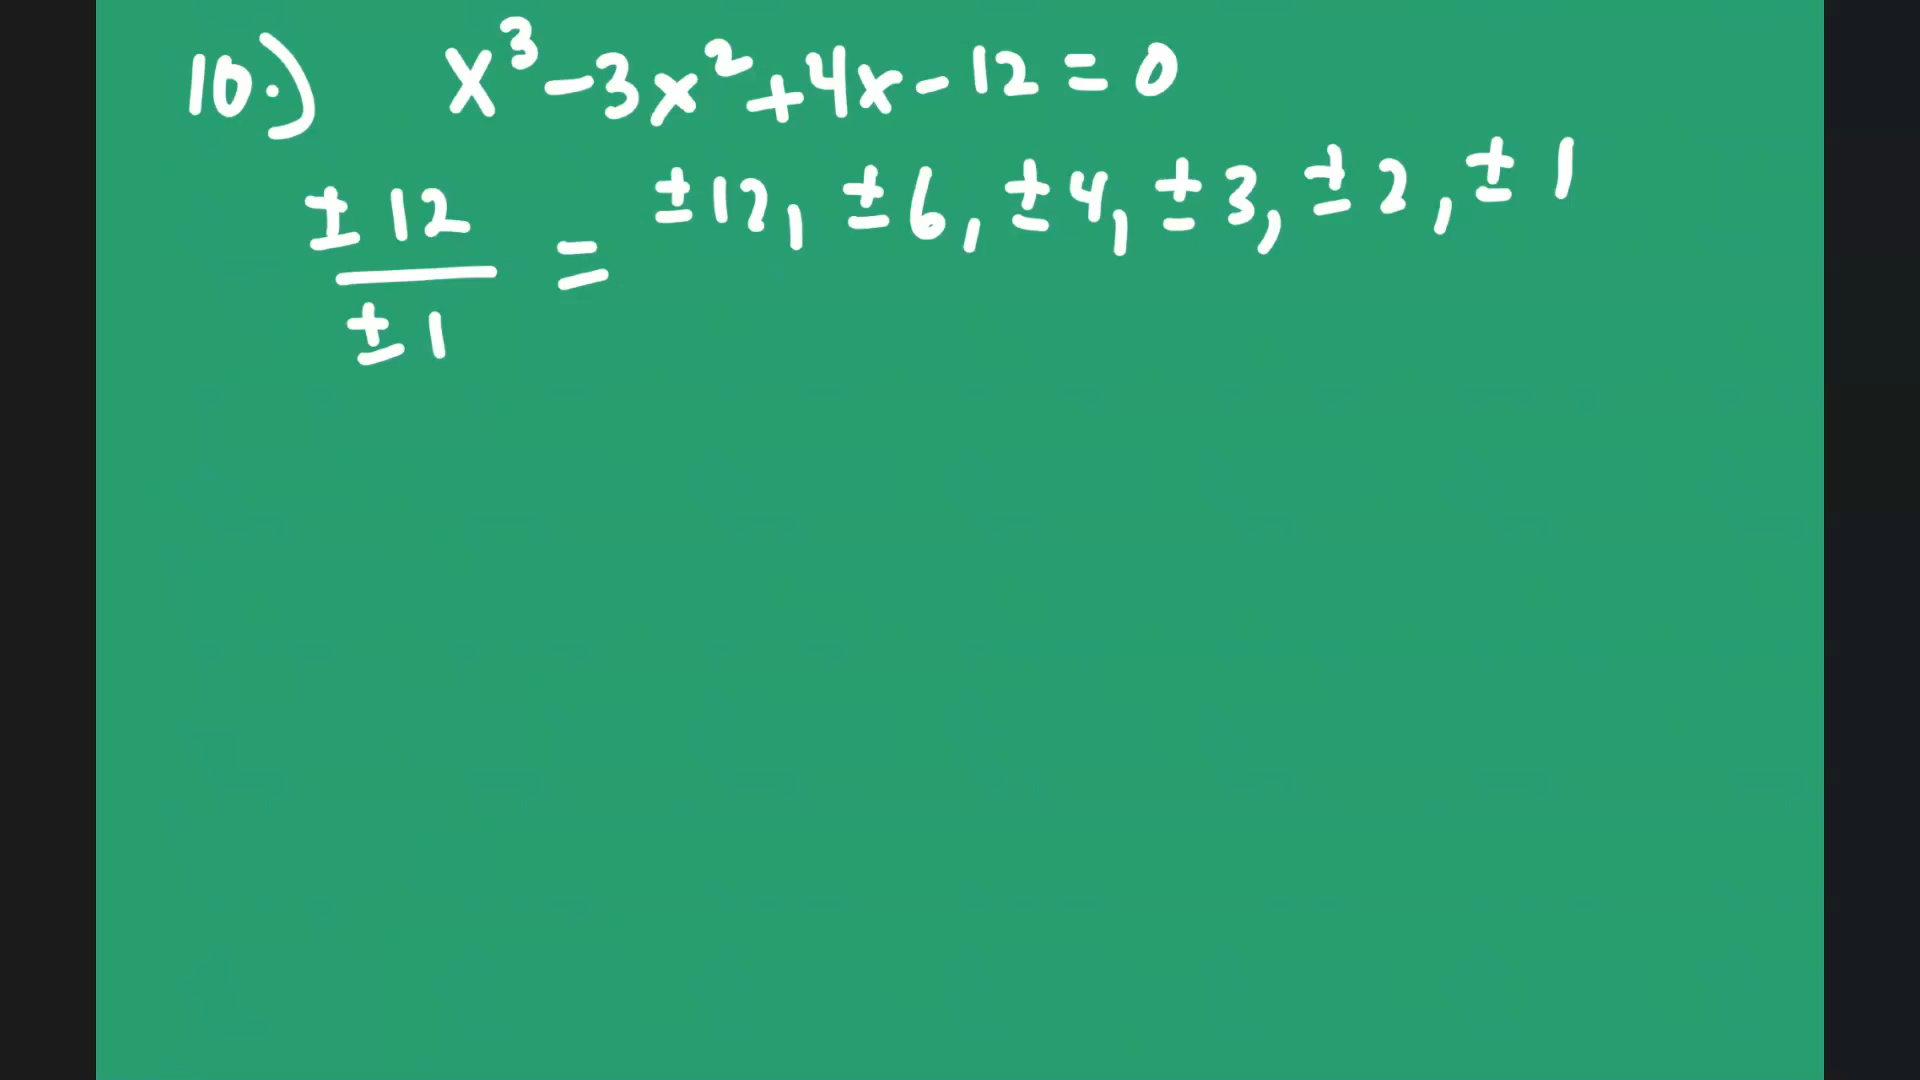 10.) x³-3x²+4x-12=0
±12/±1 = ±12, ±6, ±4, ±3, ±2, ±1